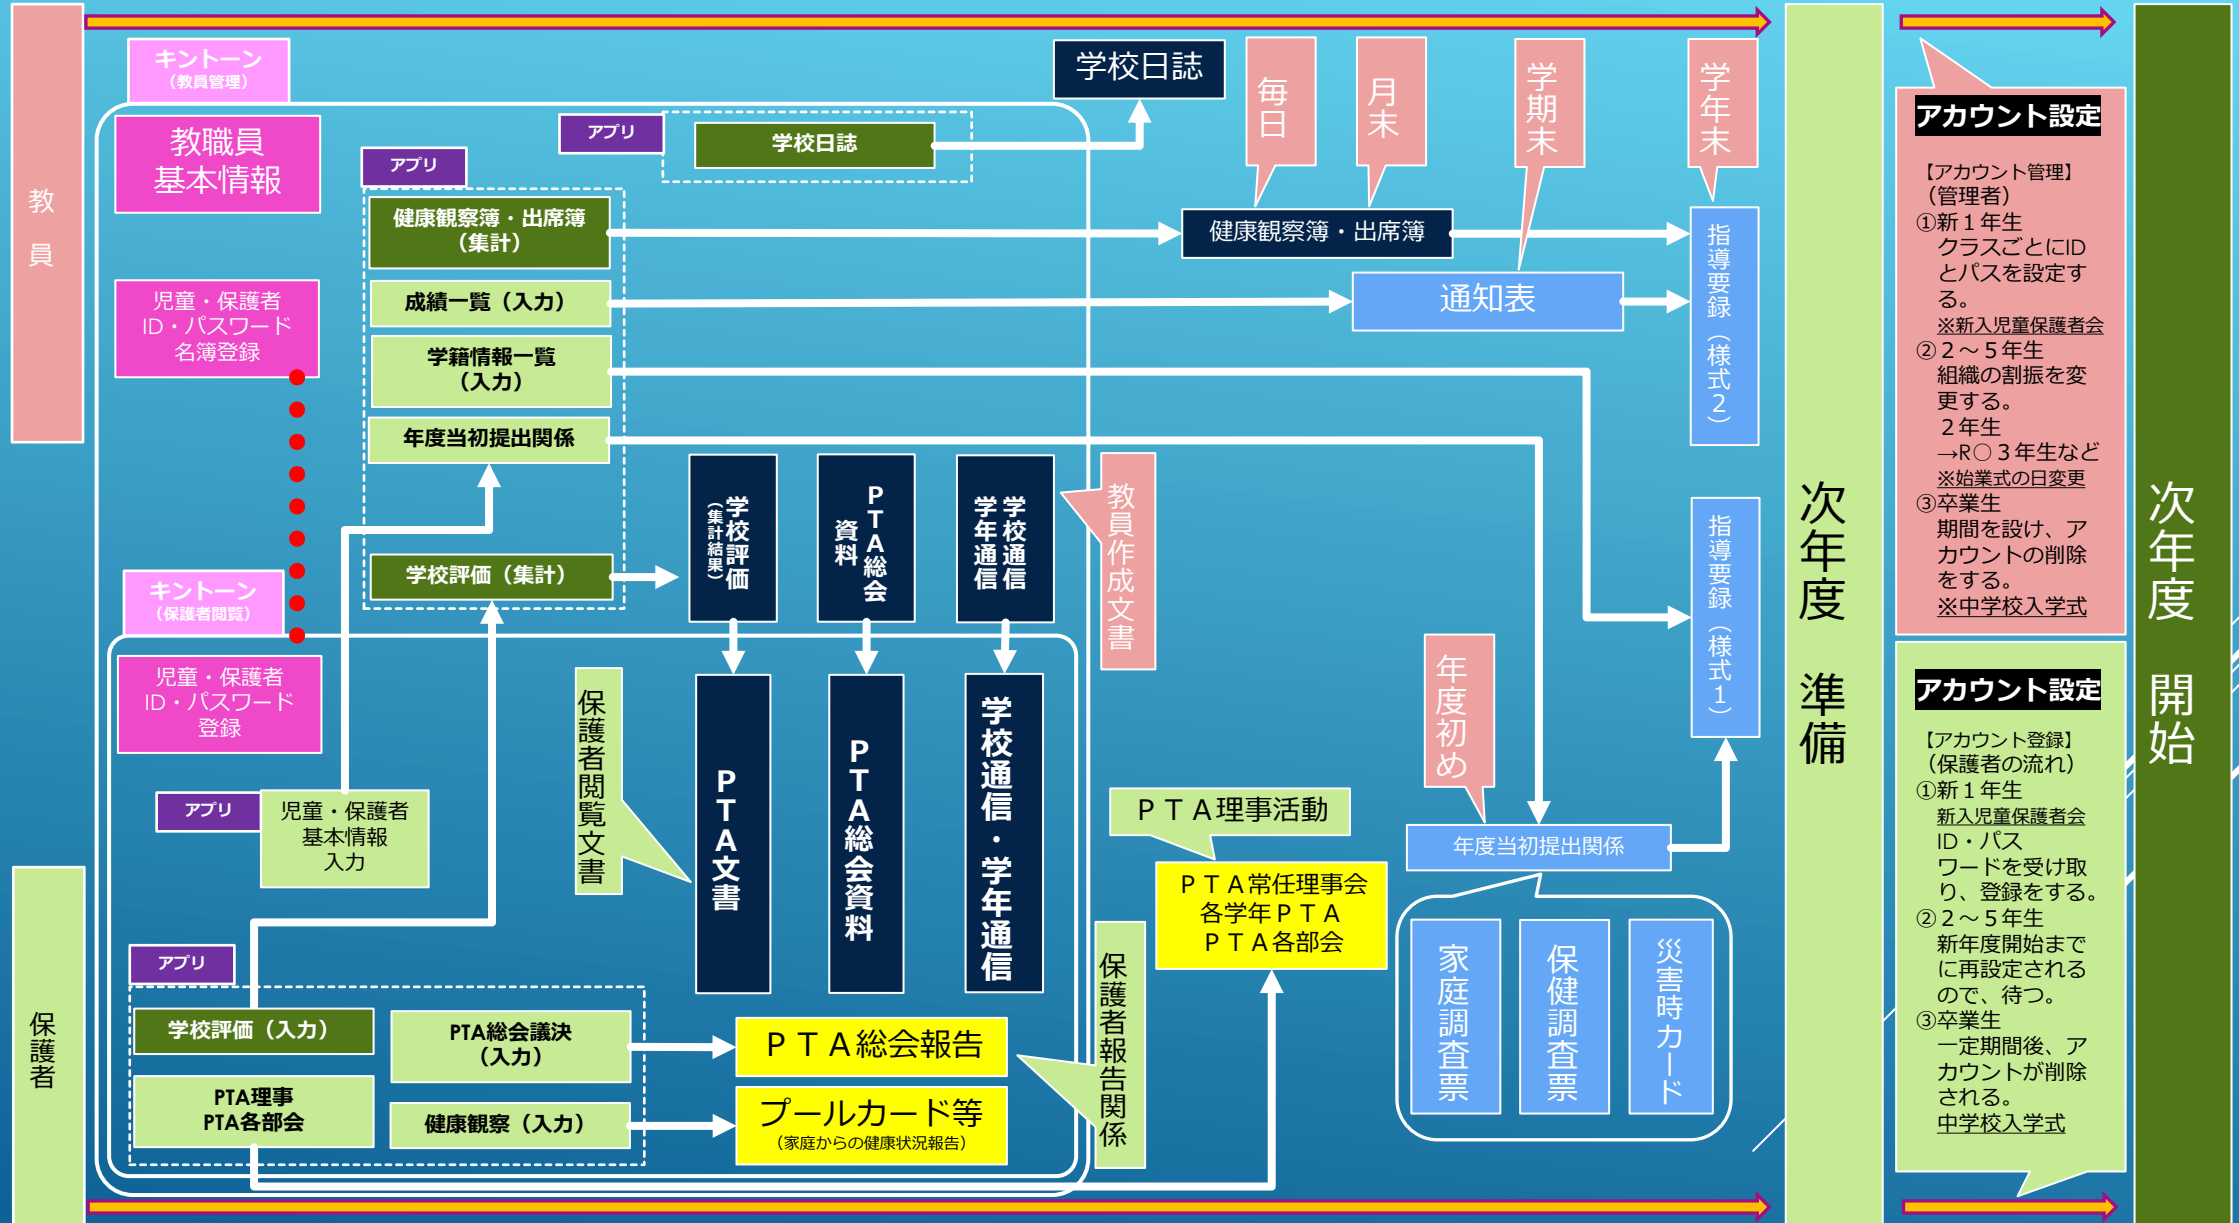 教員
キントーン
（教員管理）
教職員
基本情報
児童・保護者
ID・パスワード
名簿登録
キントーン
（保護者閲覧）
児童・保護者
ID・パスワード
登録
アプリ
児童・保護者
基本情報
入力
アプリ
学校評価（入力）
PTA理事
PTA各部会
PTA総会議決
（入力）
健康観察（入力）
保護者
アプリ
健康観察簿・出席簿
（集計）
成績一覧（入力）
学籍情報一覧
（入力）
年度当初提出関係
学校評価（集計）
アプリ
学校日誌
学校日誌
学校評価
（集計結果）
ＰＴＡ総会
資料
学校通信
学年通信
教員作成文書
保護者閲覧文書
ＰＴＡ文書
ＰＴＡ総会資料
学校通信・学年通信
ＰＴＡ総会報告
プールカード等
（家庭からの健康状況報告）
保護者報告関係
ＰＴＡ理事活動
ＰＴＡ常任理事会
各学年ＰＴＡ
ＰＴＡ各部会
毎日
月末
学期末
学年末
健康観察簿・出席簿
通知表
指導要録（様式２）
指導要録（様式１）
年度初め
年度当初提出関係
家庭調査票
保健調査票
災害時カード
次年度　準備
アカウント設定
【アカウント管理】
（管理者）
①新１年生
クラスごとにID
とパスを設定す
る。
※新入児童保護者会
②２～５年生
組織の割振を変
更する。
２年生
→R○３年生など
※始業式の日変更
③卒業生
期間を設け、ア
カウントの削除
をする。
※中学校入学式
アカウント設定
【アカウント登録】
（保護者の流れ）
①新１年生
新入児童保護者会
ID・パス
ワードを受け取
り、登録をする。
②２～５年生
新年度開始まで
に再設定される
ので、待つ。
③卒業生
一定期間後、ア
カウントが削除
される。
中学校入学式
次年度　開始